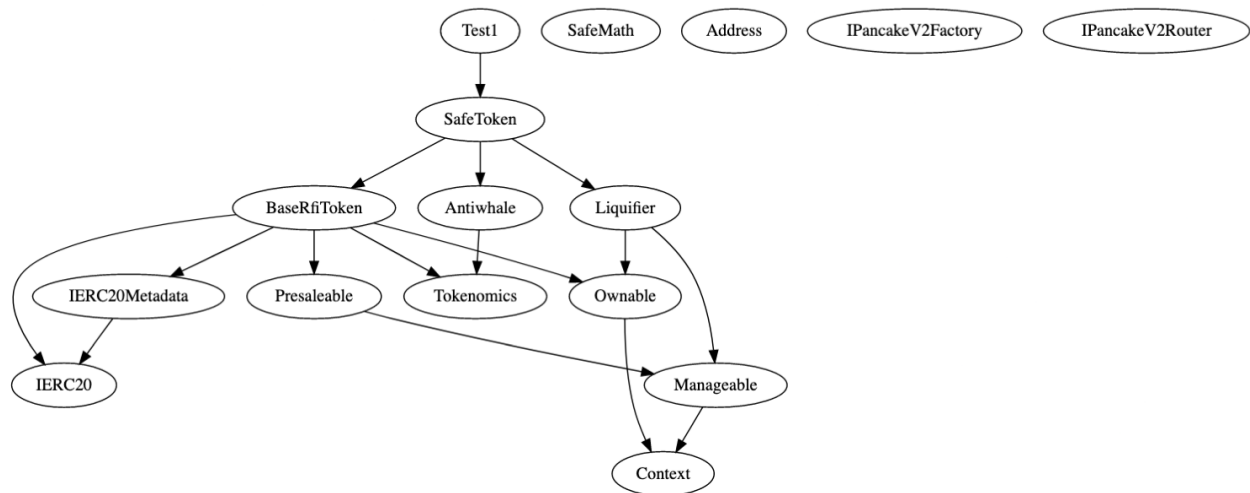 Test1
SafeMath
Address
IPancakeV2Factory
IPancakeV2Router
SafeToken
BaseRfiToken
Antiwhale
Liquifier
IERC20Metadata
Presaleable
Tokenomics
Ownable
IERC20
Manageable
Context